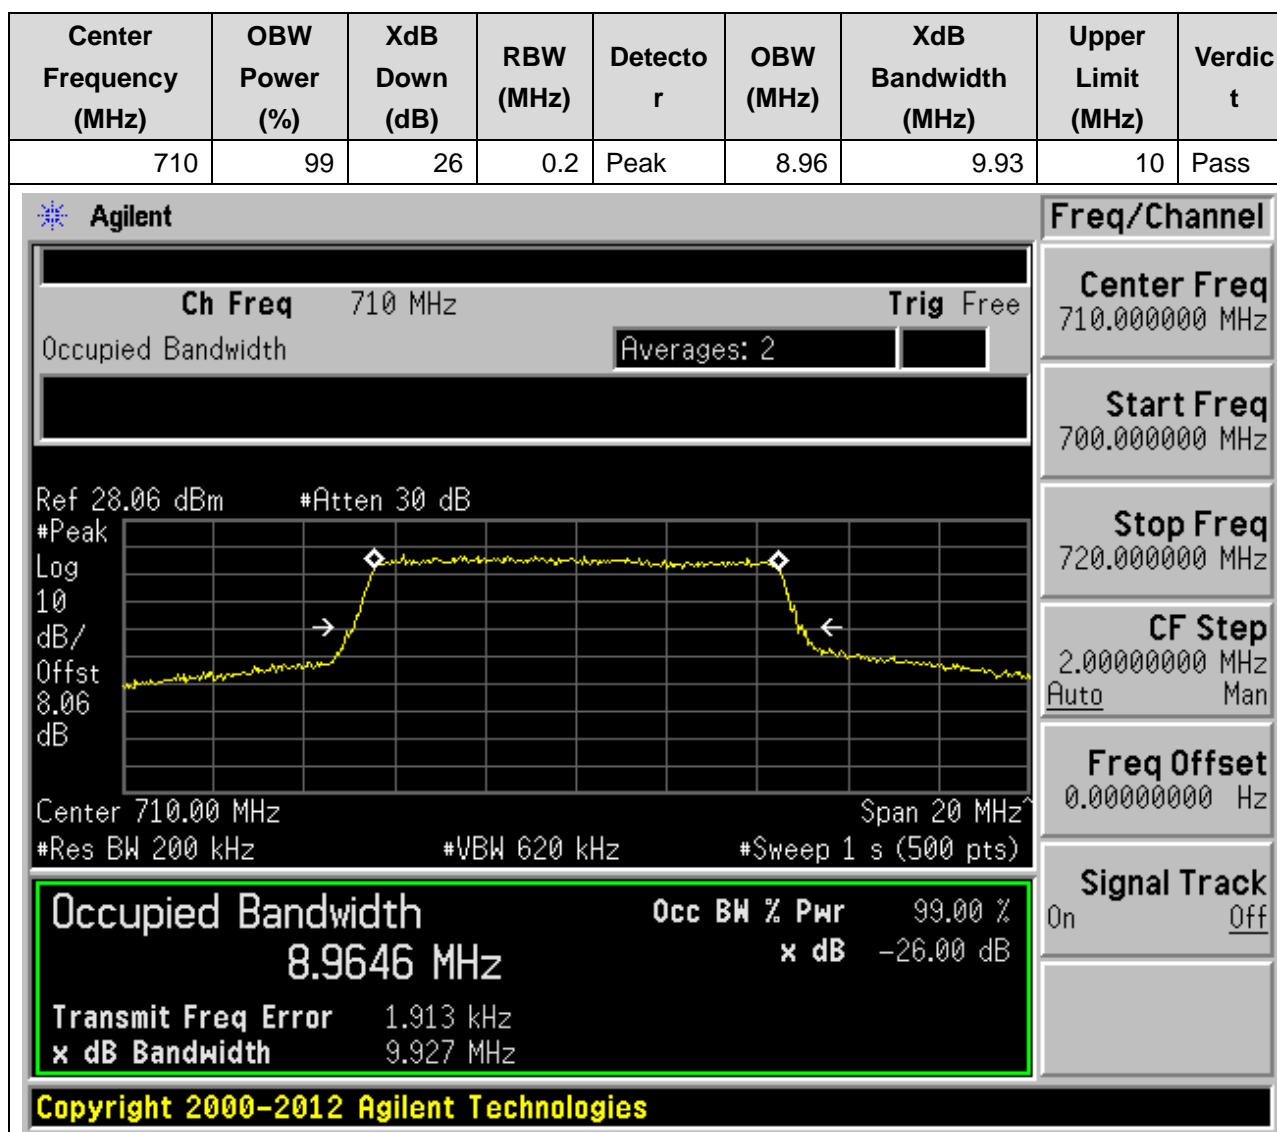 Center Frequency (MHz) OBW Power (%) XdB Down (dB) RBW (MHz) Detecto r OBW (MHz) XdB Bandwidth (MHz) Upper Limit (MHz) Verdic t
710 99 26 0.2 Peak 8.96 9.93 10 Pass
Agilent
Freq/Channel
Ch Freq 710 MHz Trig Free
Occupied Bandwidth Averages: 2
Center Freq
710.000000 MHz
Start Freq
700.000000 MHz
Stop Freq
720.000000 MHz
CF Step
2.00000000 MHz
Auto Man
Freq Offset
0.00000000 Hz
Signal Track
On Off
Ref 28.06 dBm #Atten 30 dB
#Peak
Log
10
dB/
Offst
8.06
dB
Center 710.00 MHz Span 20 MHz^
#Res BW 200 kHz #VBW 620 kHz #Sweep 1 s (500 pts)
Occupied Bandwidth Occ BW % Pwr 99.00 %
8.9646 MHz x dB -26.00 dB
Transmit Freq Error 1.913 kHz
x dB Bandwidth 9.927 MHz
Copyright 2000-2012 Agilent Technologies